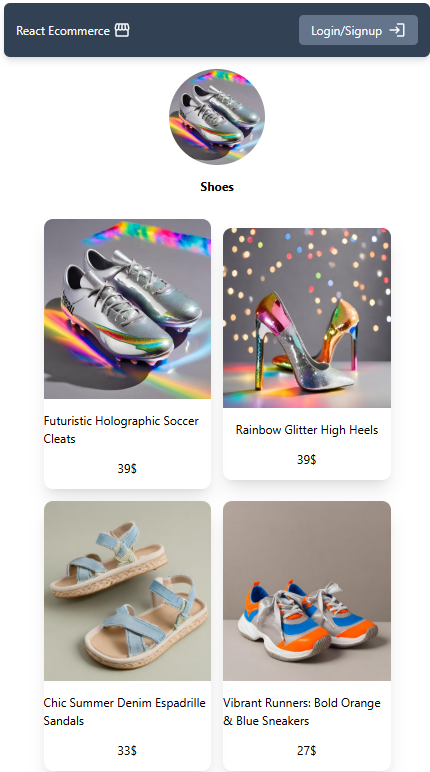 React Ecommerce
Login/Signup
Shoes
Futuristic Holographic Soccer
Cleats
39$
Rainbow Glitter High Heels
39$
Chic Summer Denim Espadrille
Sandals
33$
Vibrant Runners: Bold Orange
& Blue Sneakers
27$